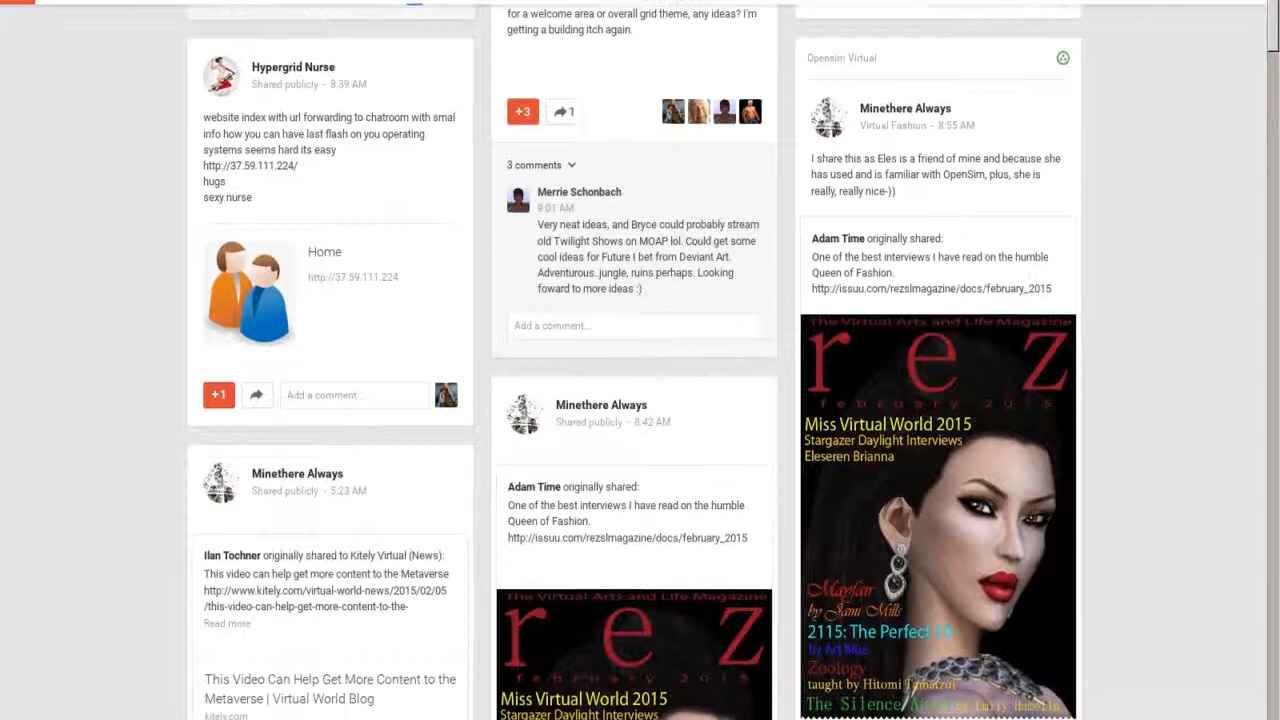 Hypergrid Nurse
Shared publicly - 8:39 AM
website index with url forwarding to chatroom with smal
info how you can have last flash on you operating
systems seems hard its easy
http://37.59.111.224/
hugs
sexy nurse
Home
http://37.59.111.224
+1
Add a comment...
Minethere Always
Shared publicly - 5:23 AM
Ilan Tochner originally shared to Kitely Virtual (News):
This video can help get more content to the Metaverse
http://www.kitely.com/virtual-world-news/2015/02/05
/this-video-can-help-get-more-content-to-the-
Read more
This Video Can Help Get More Content to the
Metaverse | Virtual World Blog
kitely.com
for a welcome area or overall grid theme, any ideas? I'm
getting a building itch again.
+3
1
3 comments
Merrie Schonbach
9:01 AM
Very neat ideas, and Bryce could probably stream
old Twilight Shows on MOAP lol. Could get some
cool ideas for Future I bet from Deviant Art.
Adventurous..jungle, ruins perhaps. Looking
foward to more ideas :)
Add a comment...
Minethere Always
Shared publicly - 8:42 AM
Adam Time originally shared:
One of the best interviews I have read on the humble
Queen of Fashion.
http://issuu.com/rezslmagazine/docs/february_2015
The Virtual Arts and Life Magazine
rez
february 2015
Miss Virtual World 2015
Stargazer Daylight Interviews
Opensim Virtual
Minethere Always
Virtual Fashion - 8:55 AM
I share this as Eles is a friend of mine and because she
has used and is familiar with OpenSim, plus, she is
really, really nice-))
Adam Time originally shared:
One of the best interviews I have read on the humble
Queen of Fashion.
http://issuu.com/rezslmagazine/docs/february_2015
The Virtual Arts and Life Magazine
rez
february 2015
Miss Virtual World 2015
Stargazer Daylight Interviews
Eleseren Brianna
Mayfair
by Jami Mills
2115: The Perfect 10
by Art Blue
Zoology
taught by Hitomi Tamatzui
The Silence